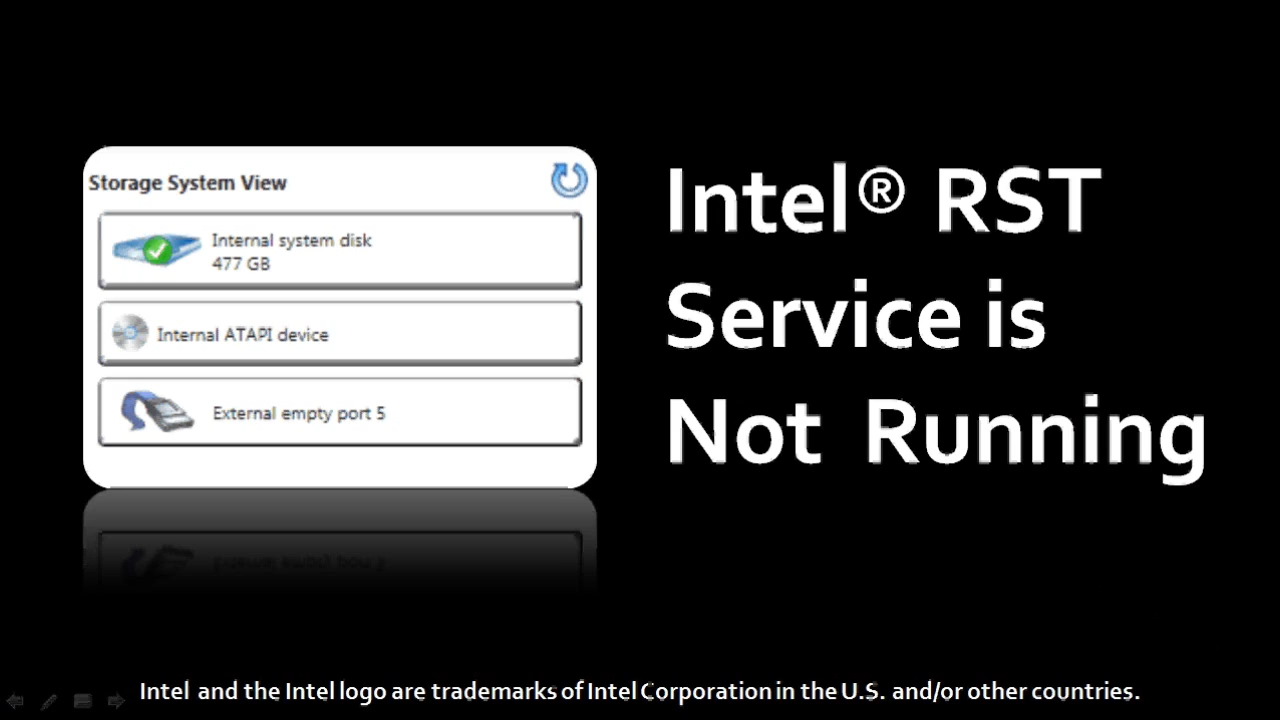 Storage System View
Internal system disk
477 GB
Internal ATAPI device
External empty port 5
Intel® RST
Service is
Not Running
Intel and the Intel logo are trademarks of Intel Corporation in the U.S. and/or other countries.